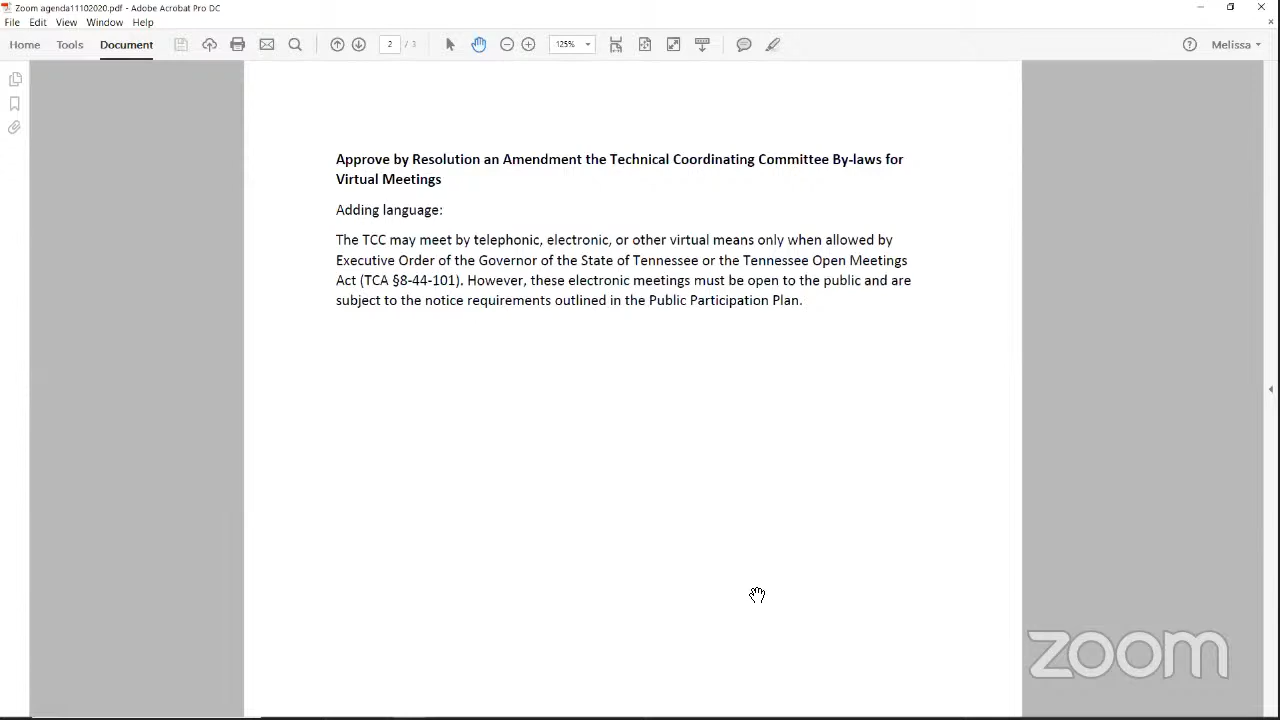 Zoom agenda11102020.pdf - Adobe Acrobat Pro DC
File Edit View Window Help
Home Tools Document 2 / 3 125% Melissa
Approve by Resolution an Amendment the Technical Coordinating Committee By-laws for
Virtual Meetings
Adding language:
The TCC may meet by telephonic, electronic, or other virtual means only when allowed by
Executive Order of the Governor of the State of Tennessee or the Tennessee Open Meetings
Act (TCA §8-44-101). However, these electronic meetings must be open to the public and are
subject to the notice requirements outlined in the Public Participation Plan.
zoom